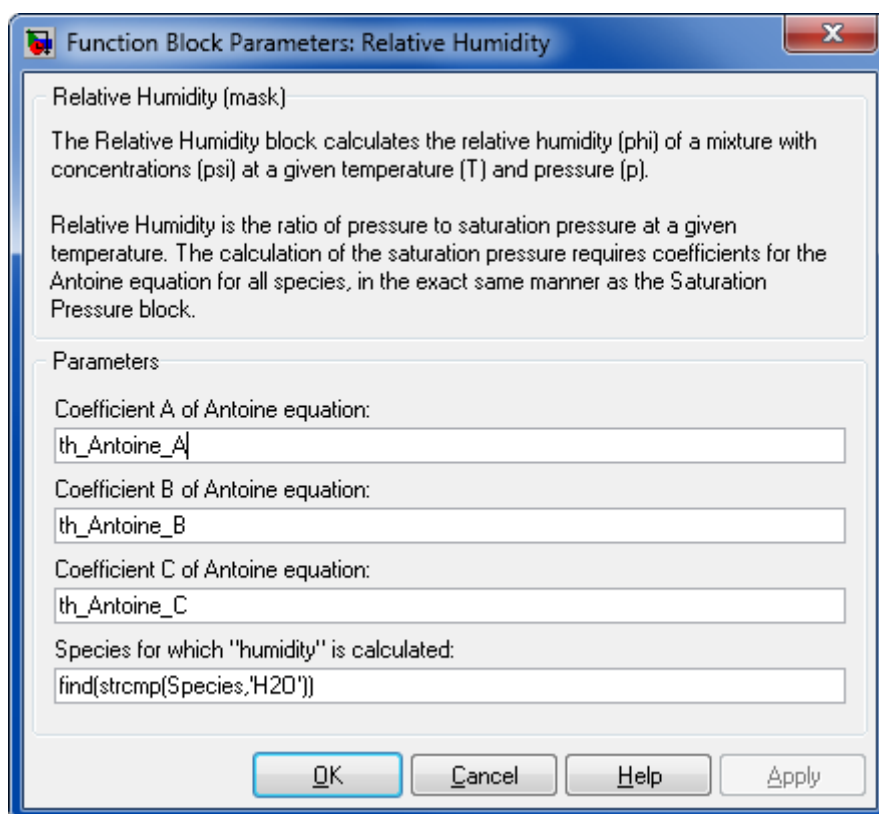 Function Block Parameters: Relative Humidity
Relative Humidity (mask)
The Relative Humidity block calculates the relative humidity (phi) of a mixture with
concentrations (psi) at a given temperature (T) and pressure (p).
Relative Humidity is the ratio of pressure to saturation pressure at a given
temperature. The calculation of the saturation pressure requires coefficients for the
Antoine equation for all species, in the exact same manner as the Saturation
Pressure block.
Parameters
Coefficient A of Antoine equation:
th_Antoine_A
Coefficient B of Antoine equation:
th_Antoine_B
Coefficient C of Antoine equation:
th_Antoine_C
Species for which "humidity" is calculated:
find(strcmp(Species,'H2O'))
OK Cancel Help Apply